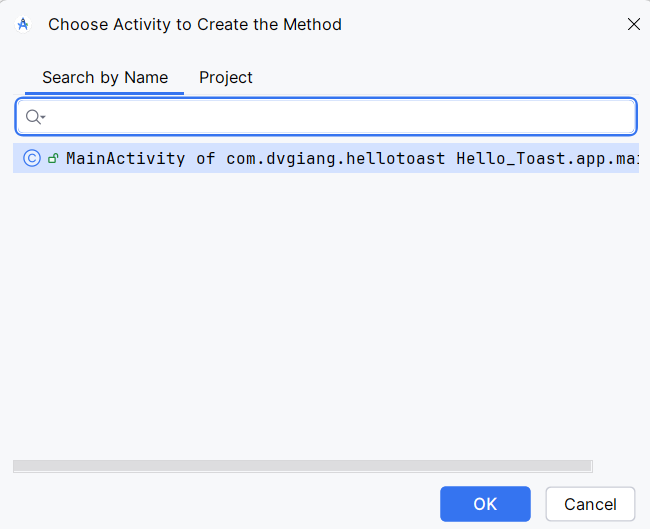 Choose Activity to Create the Method
Search by Name Project
MainActivity of com.dvgiang.hellotoast Hello_Toast.app.mai
OK Cancel